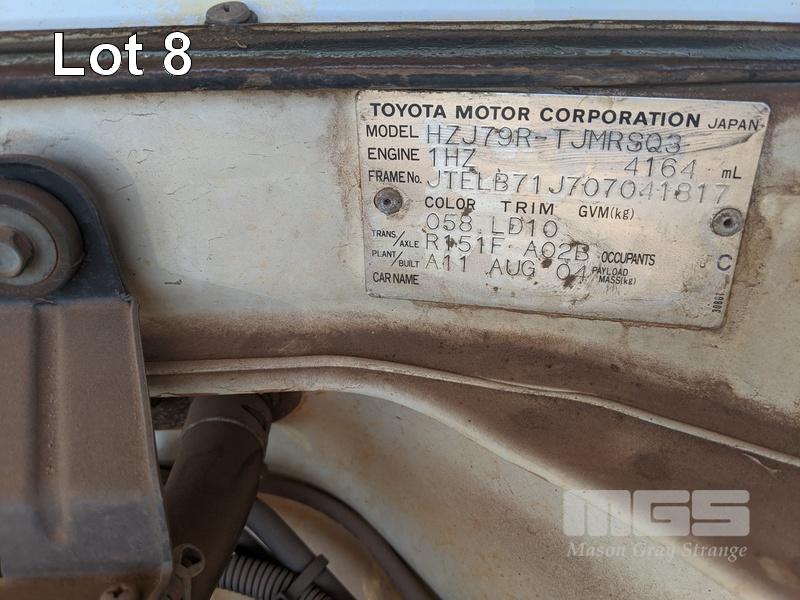 Lot 8
TOYOTA MOTOR CORPORATION JAPAN
MODEL HZJ79R-TJMRSQ3
ENGINE 1HZ 4164 mL
FRAME No. JTELB71J707041817
COLOR TRIM GVM(kg)
058 LD10
TRANS/AXLE R151F A02B OCCUPANTS C
PLANT/BUILT A11 AUG 04 PAYLOAD MASS(kg)
CAR NAME
MGS
Mason Gray Strange